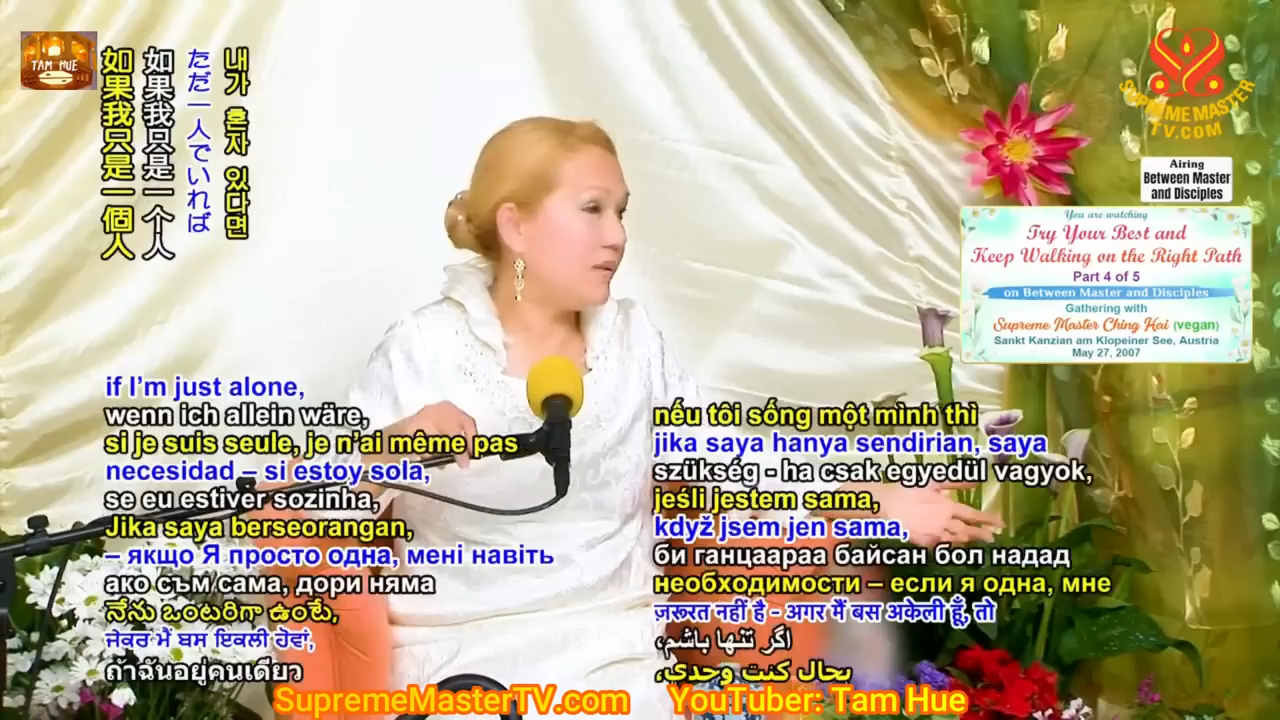 TAM HUE
如果我只是一個人
如果我只是一个人
ただ一人でいれば
내가 혼자 있다면
SUPREME MASTER
TV.COM
Airing
Between Master
and Disciples
You are watching
Try Your Best and
Keep Walking on the Right Path
Part 4 of 5
on Between Master and Disciples
Gathering with
Supreme Master Ching Hai (vegan)
Sankt Kanzian am Klopeiner See, Austria
May 27, 2007
if I'm just alone,
wenn ich allein wäre,
si je suis seule, je n'ai même pas
necesidad – si estoy sola,
se eu estiver sozinha,
Jika saya berseorangan,
– якщо Я просто одна, мені навіть
ако съм сама, дори няма
నేను ఒంటరిగా ఉంటే,
ਜੇਕਰ ਮੈਂ ਬਸ ਇਕਲੀ ਹੋਵਾਂ,
ถ้าฉันอยู่คนเดียว
nếu tôi sống một mình thì
jika saya hanya sendirian, saya
szükség - ha csak egyedül vagyok,
jeśli jestem sama,
když jsem jen sama,
би ганцаараа байсан бол надад
необходимости – если я одна, мне
ज़रूरत नहीं है - अगर मैं बस अकेली हूँ, तो
اگر تنها باشم،
بحال كنت وحدي،
SupremeMasterTV.com YouTuber: Tam Hue